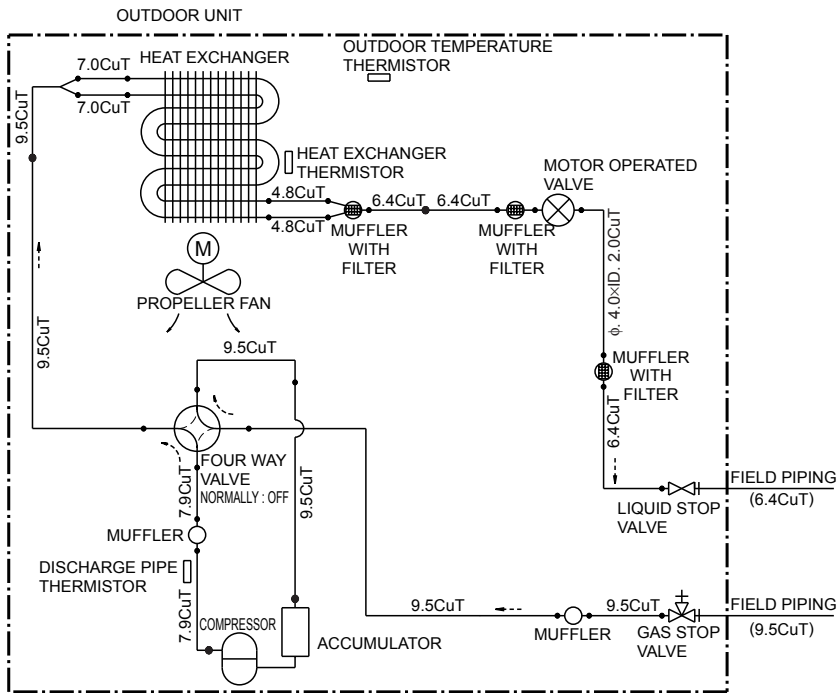 OUTDOOR UNIT
HEAT EXCHANGER
OUTDOOR TEMPERATURE
THERMISTOR
7.0CuT
7.0CuT
9.5CuT
HEAT EXCHANGER
THERMISTOR
MOTOR OPERATED
VALVE
4.8CuT
4.8CuT
6.4CuT
6.4CuT
MUFFLER
WITH
FILTER
MUFFLER
WITH
FILTER
M
PROPELLER FAN
φ. 4.0×ID. 2.0CuT
9.5CuT
9.5CuT
MUFFLER
WITH
FILTER
6.4CuT
FOUR WAY
VALVE
NORMALLY : OFF
7.9CuT
9.5CuT
FIELD PIPING
(6.4CuT)
LIQUID STOP
VALVE
MUFFLER
DISCHARGE PIPE
THERMISTOR
7.9CuT
COMPRESSOR
ACCUMULATOR
9.5CuT
9.5CuT
MUFFLER
GAS STOP
VALVE
FIELD PIPING
(9.5CuT)